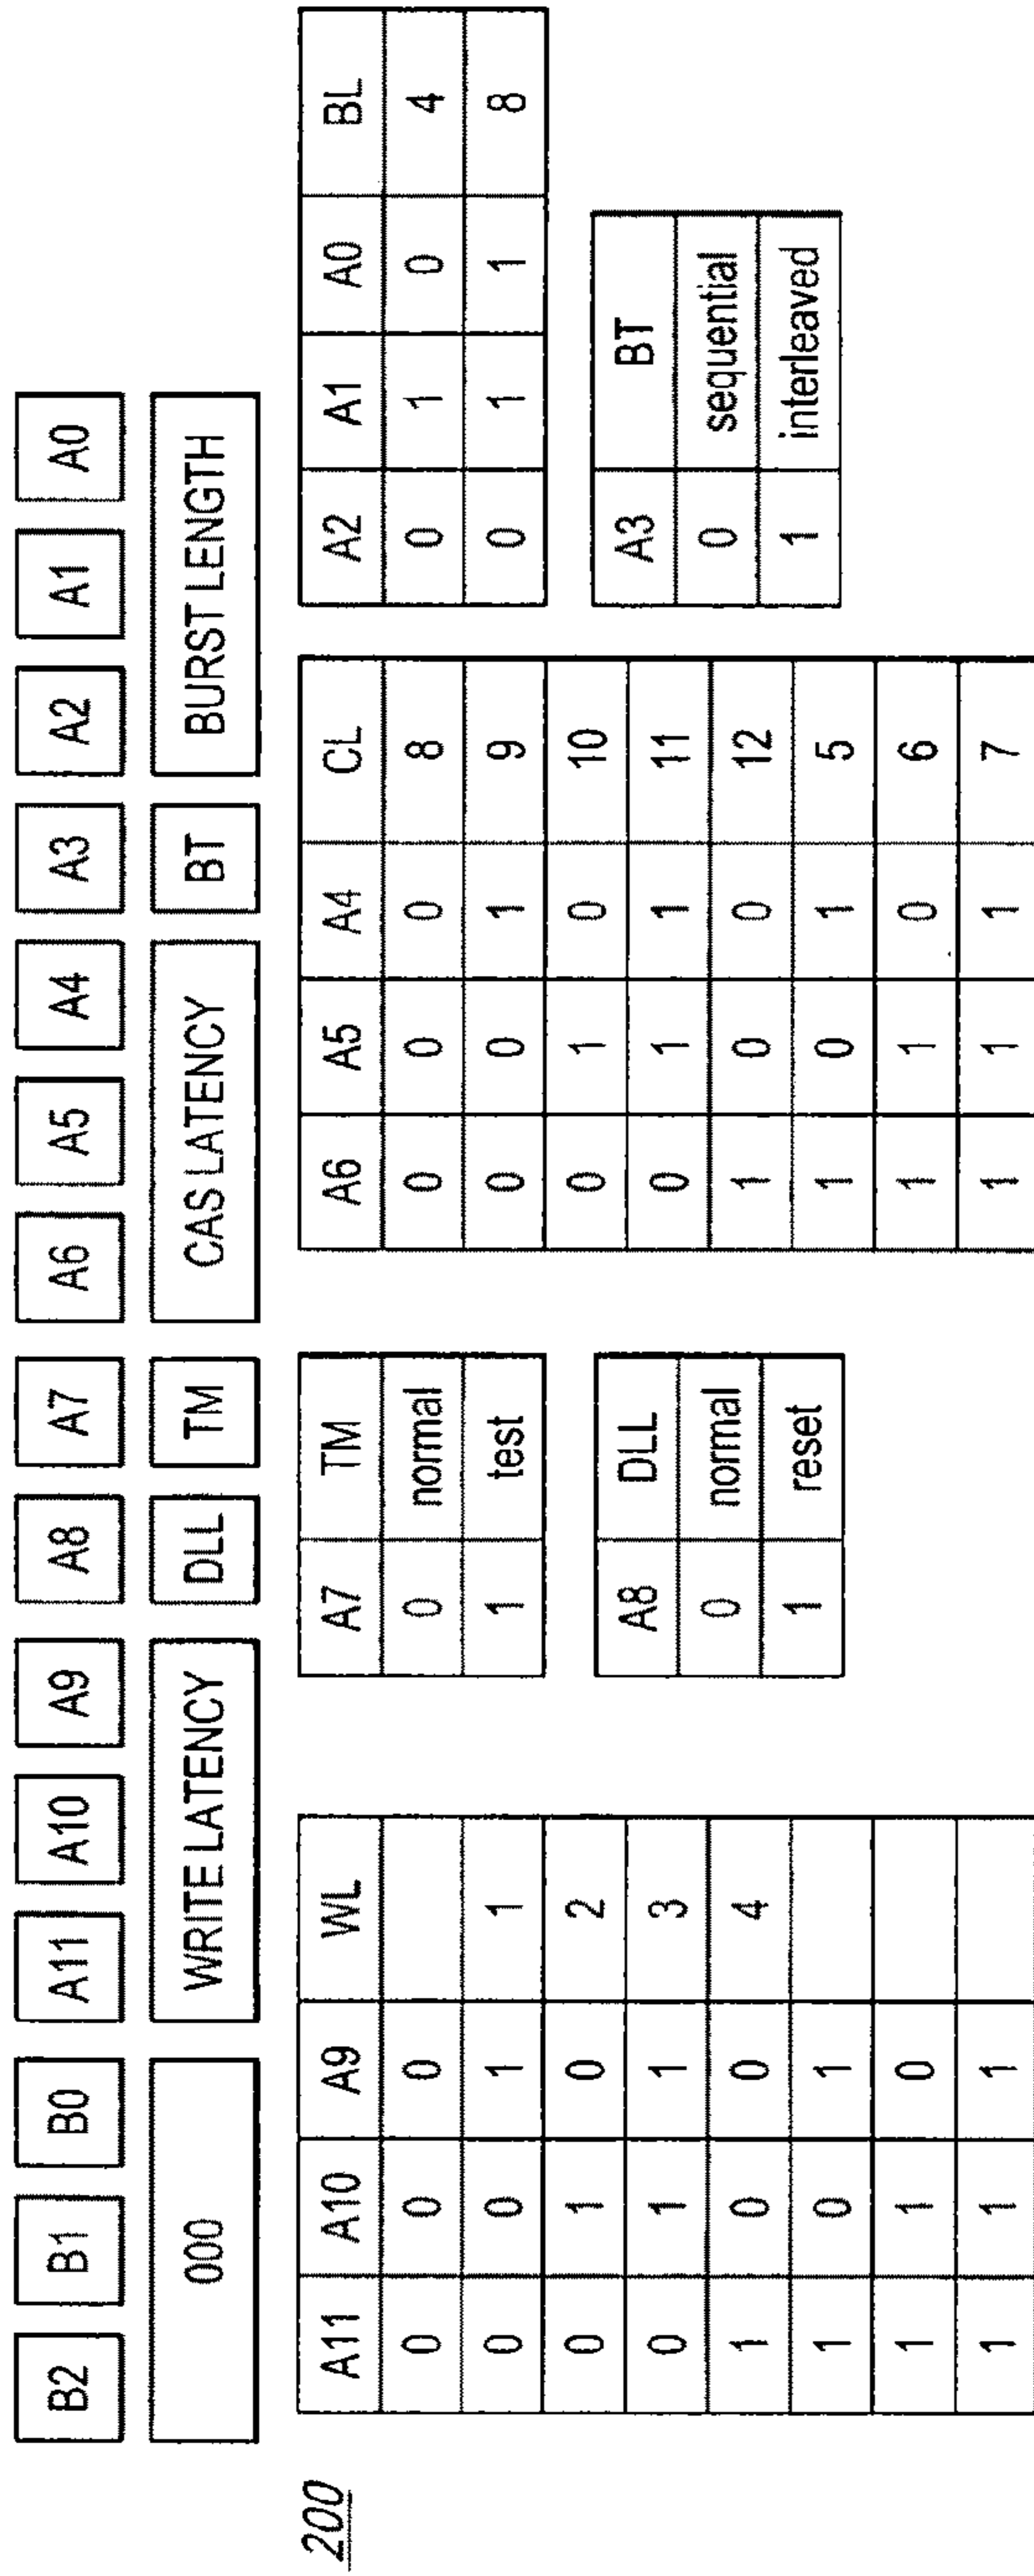 B2 B1 B0 A11 A10 A9 A8 A7 A6 A5 A4 A3 A2 A1 A0
000 WRITE LATENCY DLL TM CAS LATENCY BT BURST LENGTH
200
A11 A10 A9 WL
0 0 0
0 0 1 1
0 1 0 2
0 1 1 3
1 0 0 4
1 0 1
1 1 0
1 1 1
A7 TM
0 normal
1 test
A8 DLL
0 normal
1 reset
A6 A5 A4 CL
0 0 0 8
0 0 1 9
0 1 0 10
0 1 1 11
1 0 0 12
1 0 1 5
1 1 0 6
1 1 1 7
A2 A1 A0 BL
0 1 0 4
0 1 1 8
A3 BT
0 sequential
1 interleaved